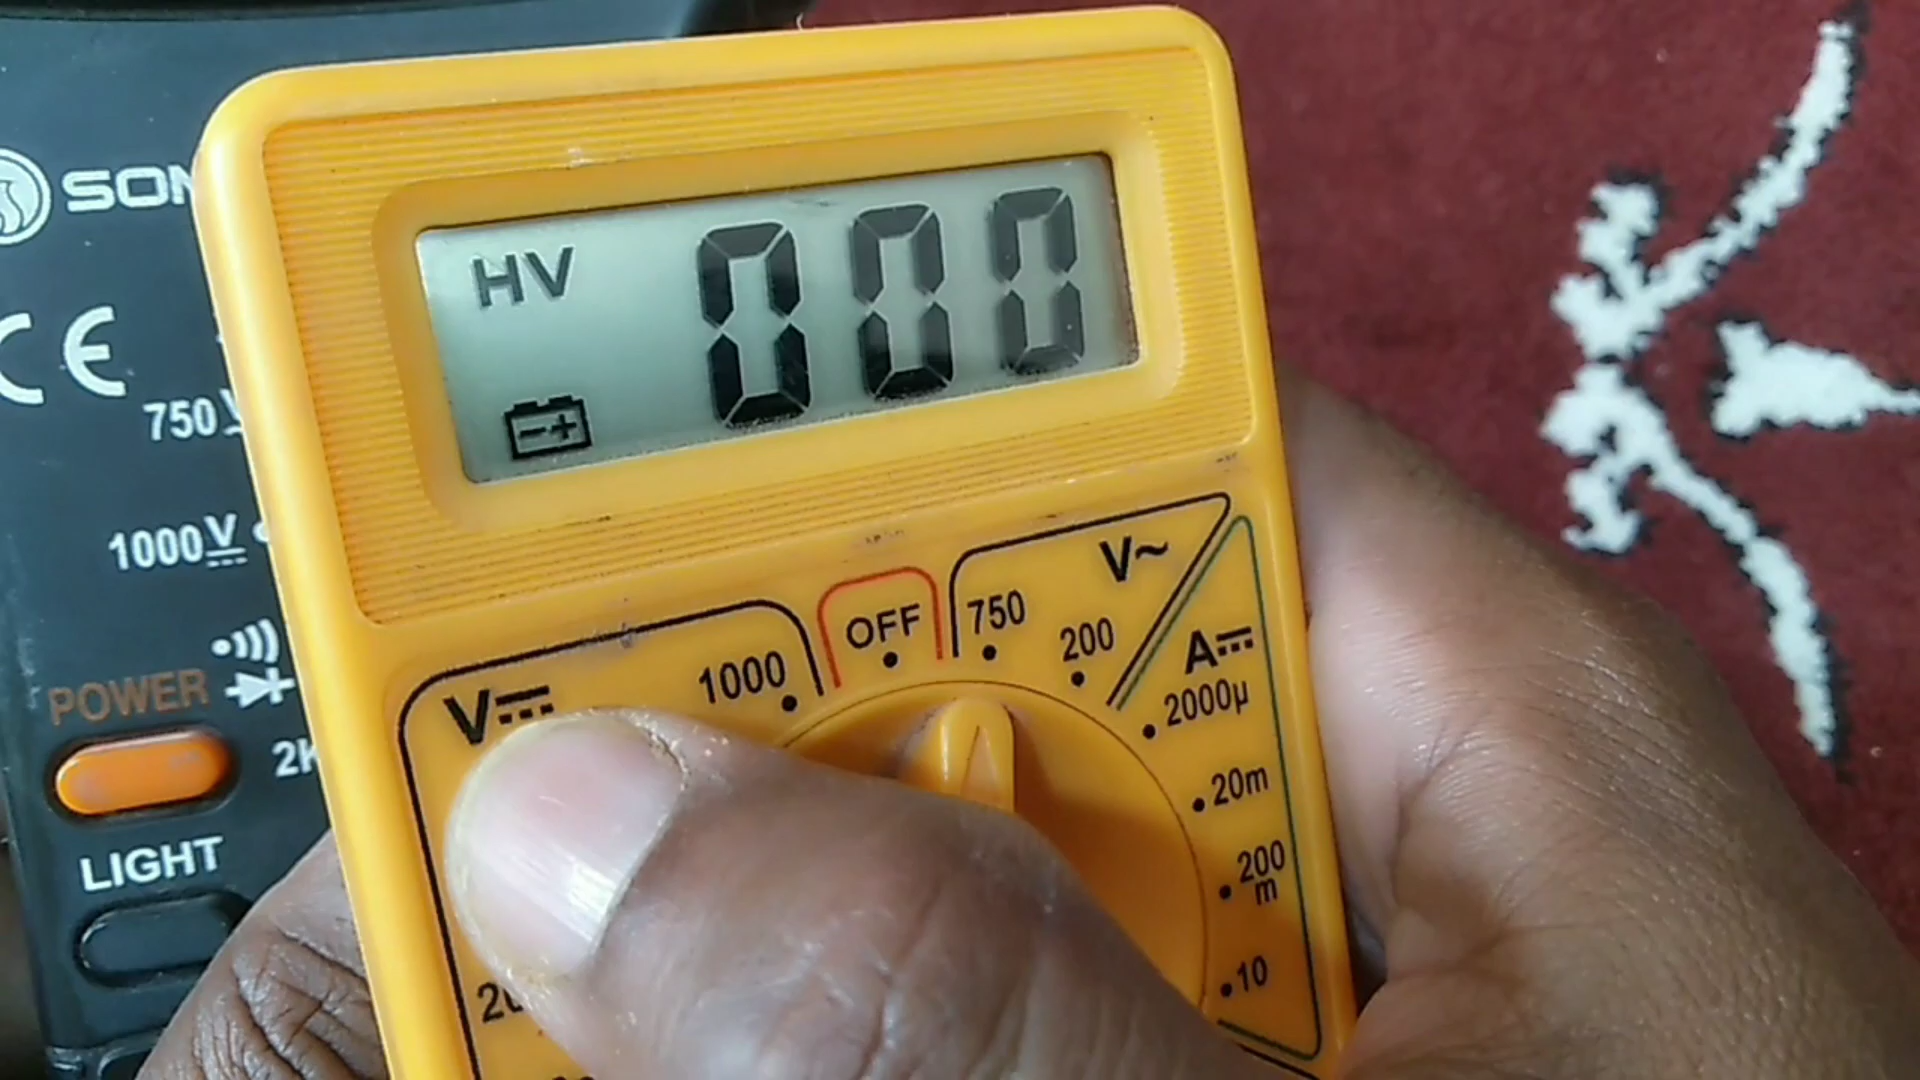 SON
CE
750V
1000V
POWER
2K
LIGHT
HV 000
-+
V
1000
OFF
750
200
V~
A
2000µ
20m
200
m
10